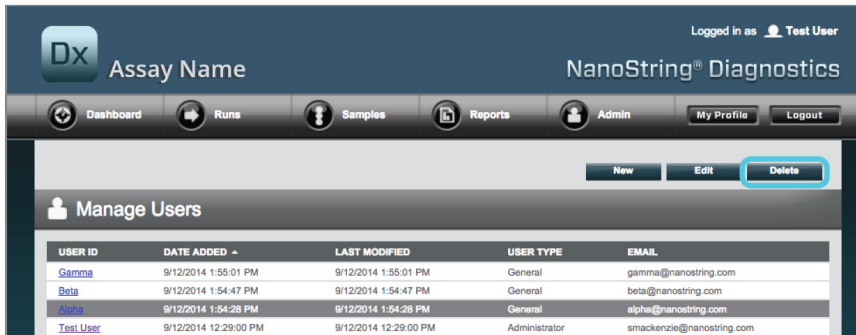 Logged in as Test User
Dx Assay Name NanoString® Diagnostics
Dashboard Runs Samples Reports Admin My Profile Logout
New Edit Delete
Manage Users
USER ID DATE ADDED LAST MODIFIED USER TYPE EMAIL
Gamma 9/12/2014 1:55:01 PM 9/12/2014 1:55:01 PM General gamma@nanostring.com
Beta 9/12/2014 1:54:47 PM 9/12/2014 1:54:47 PM General beta@nanostring.com
Alpha 9/12/2014 1:54:28 PM 9/12/2014 1:54:28 PM General alpha@nanostring.com
Test User 9/12/2014 12:29:00 PM 9/12/2014 12:29:00 PM Administrator smackenzie@nanostring.com